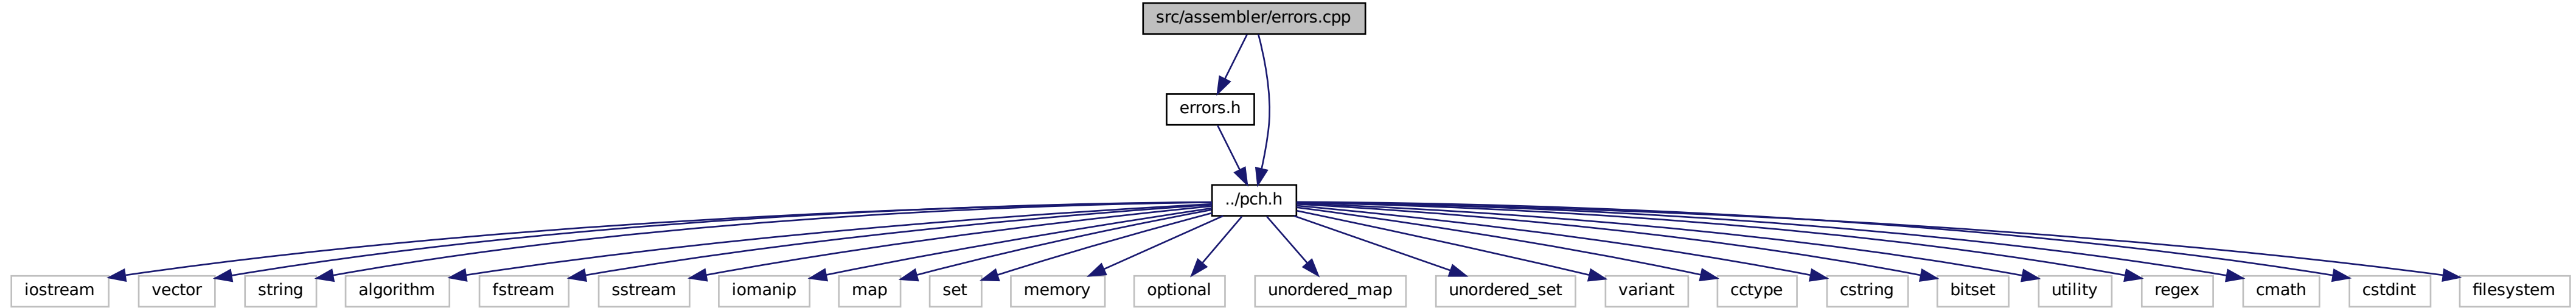 src/assembler/errors.cpp
errors.h
../pch.h
iostream
vector
string
algorithm
fstream
sstream
iomanip
map
set
memory
optional
unordered_map
unordered_set
variant
cctype
cstring
bitset
utility
regex
cmath
cstdint
filesystem